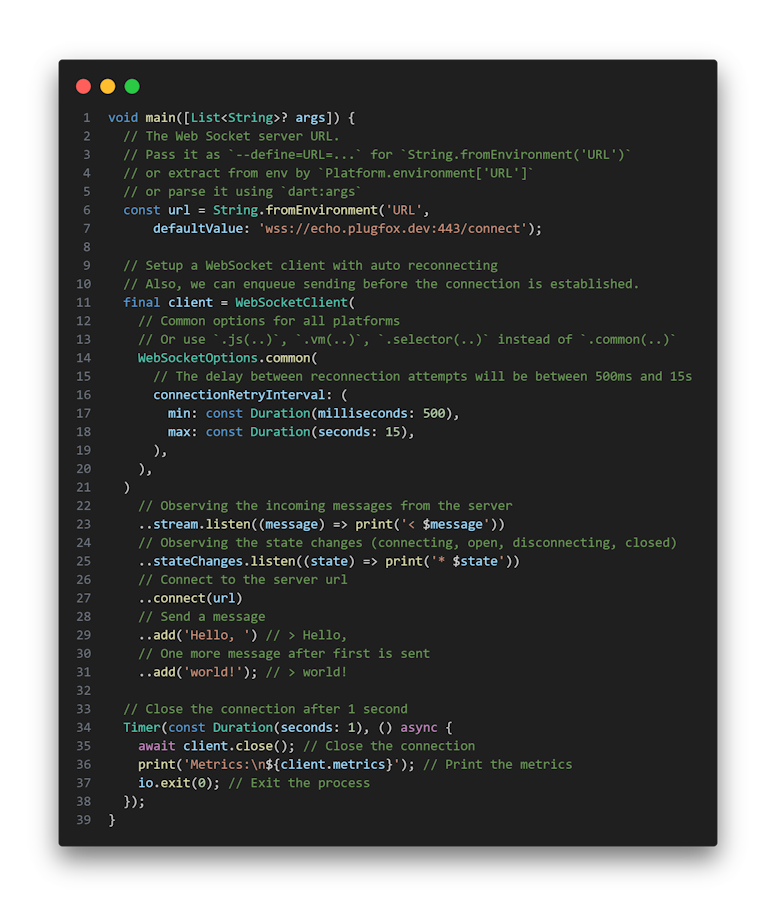 1 void main([List<String>? args]) {
2   // The Web Socket server URL.
3   // Pass it as `--define=URL=...` for `String.fromEnvironment('URL')`
4   // or extract from env by `Platform.environment['URL']`
5   // or parse it using `dart:args`
6   const url = String.fromEnvironment('URL',
7       defaultValue: 'wss://echo.plugfox.dev:443/connect');
8
9   // Setup a WebSocket client with auto reconnecting
10   // Also, we can enqueue sending before the connection is established.
11   final client = WebSocketClient(
12     // Common options for all platforms
13     // Or use `.js(..)`, `.vm(..)`, `.selector(..)` instead of `.common(..)`
14     WebSocketOptions.common(
15       // The delay between reconnection attempts will be between 500ms and 15s
16       connectionRetryInterval: (
17         min: const Duration(milliseconds: 500),
18         max: const Duration(seconds: 15),
19       ),
20     ),
21   )
22     // Observing the incoming messages from the server
23     ..stream.listen((message) => print('< $message'))
24     // Observing the state changes (connecting, open, disconnecting, closed)
25     ..stateChanges.listen((state) => print('* $state'))
26     // Connect to the server url
27     ..connect(url)
28     // Send a message
29     ..add('Hello, ') // > Hello,
30     // One more message after first is sent
31     ..add('world!'); // > world!
32
33   // Close the connection after 1 second
34   Timer(const Duration(seconds: 1), () async {
35     await client.close(); // Close the connection
36     print('Metrics:\n${client.metrics}'); // Print the metrics
37     io.exit(0); // Exit the process
38   });
39 }